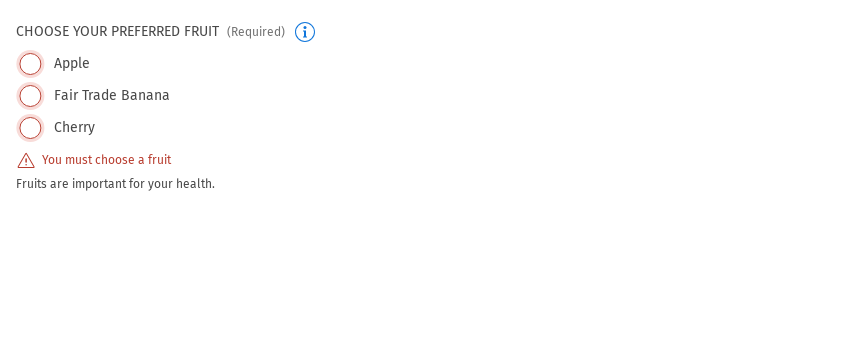 CHOOSE YOUR PREFERRED FRUIT (Required)
Apple
Fair Trade Banana
Cherry
You must choose a fruit
Fruits are important for your health.